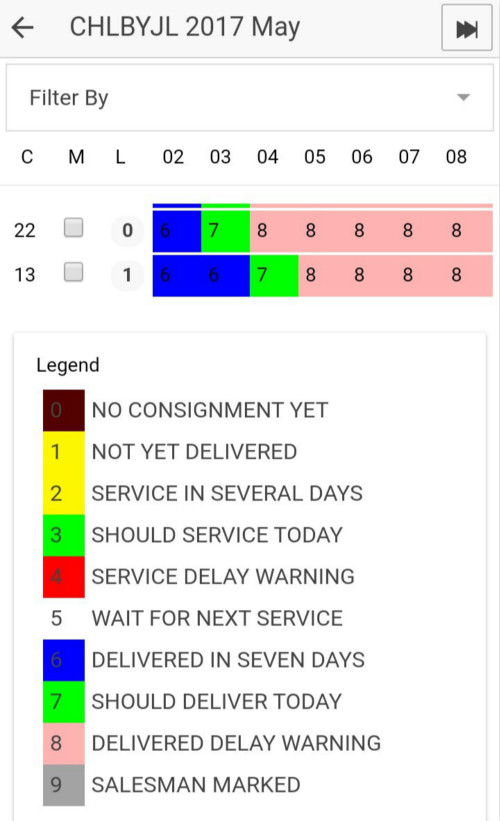 CHLBYJL 2017 May
Filter By
C M L 02 03 04 05 06 07 08
22 0 6 7 8 8 8 8 8
13 1 6 6 7 8 8 8 8
Legend
0 NO CONSIGNMENT YET
1 NOT YET DELIVERED
2 SERVICE IN SEVERAL DAYS
3 SHOULD SERVICE TODAY
4 SERVICE DELAY WARNING
5 WAIT FOR NEXT SERVICE
6 DELIVERED IN SEVEN DAYS
7 SHOULD DELIVER TODAY
8 DELIVERED DELAY WARNING
9 SALESMAN MARKED